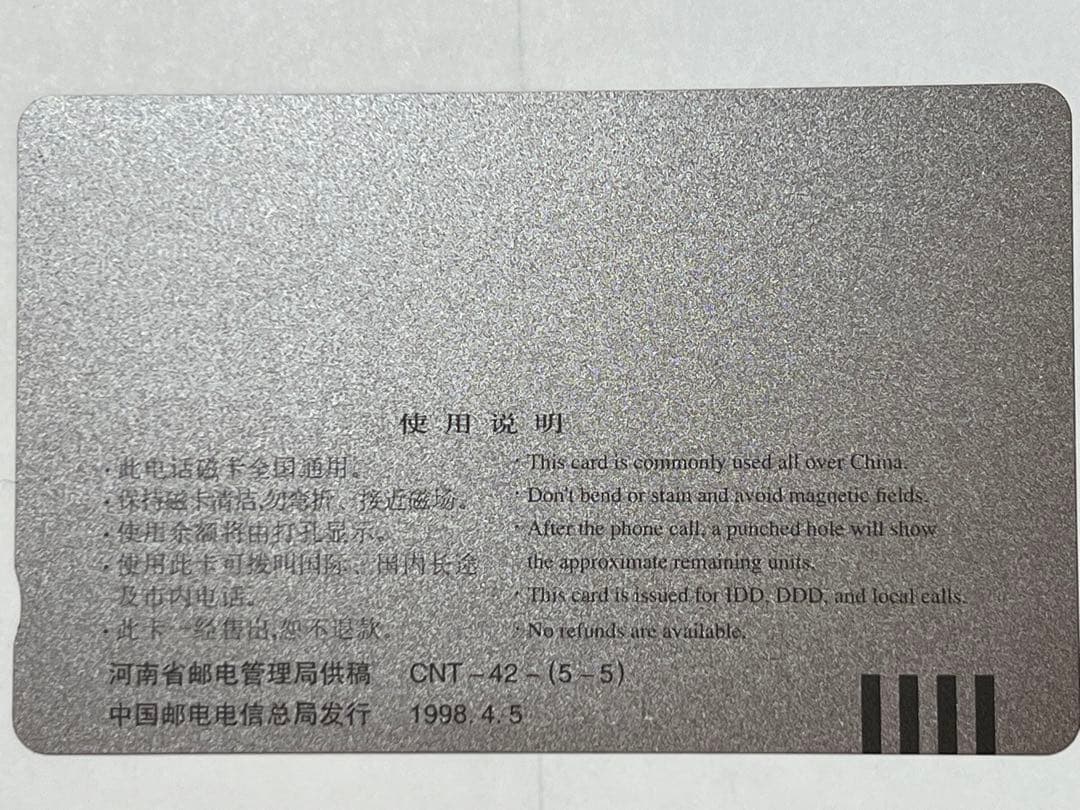 使用说明
·此电话磁卡全国通用。
·保持磁卡清洁,勿弯折、接近磁场。
·使用余额将由打孔显示。
·使用此卡可拨叫国际、国内长途
及市内电话。
·此卡一经售出,恕不退款。
·This card is commonly used all over China.
·Don't bend or stain and avoid magnetic fields.
·After the phone call, a punched hole will show
the approximate remaining units.
·This card is issued for IDD, DDD, and local calls.
·No refunds are available.
河南省邮电管理局供稿 CNT-42-(5-5)
中国邮电电信总局发行 1998.4.5